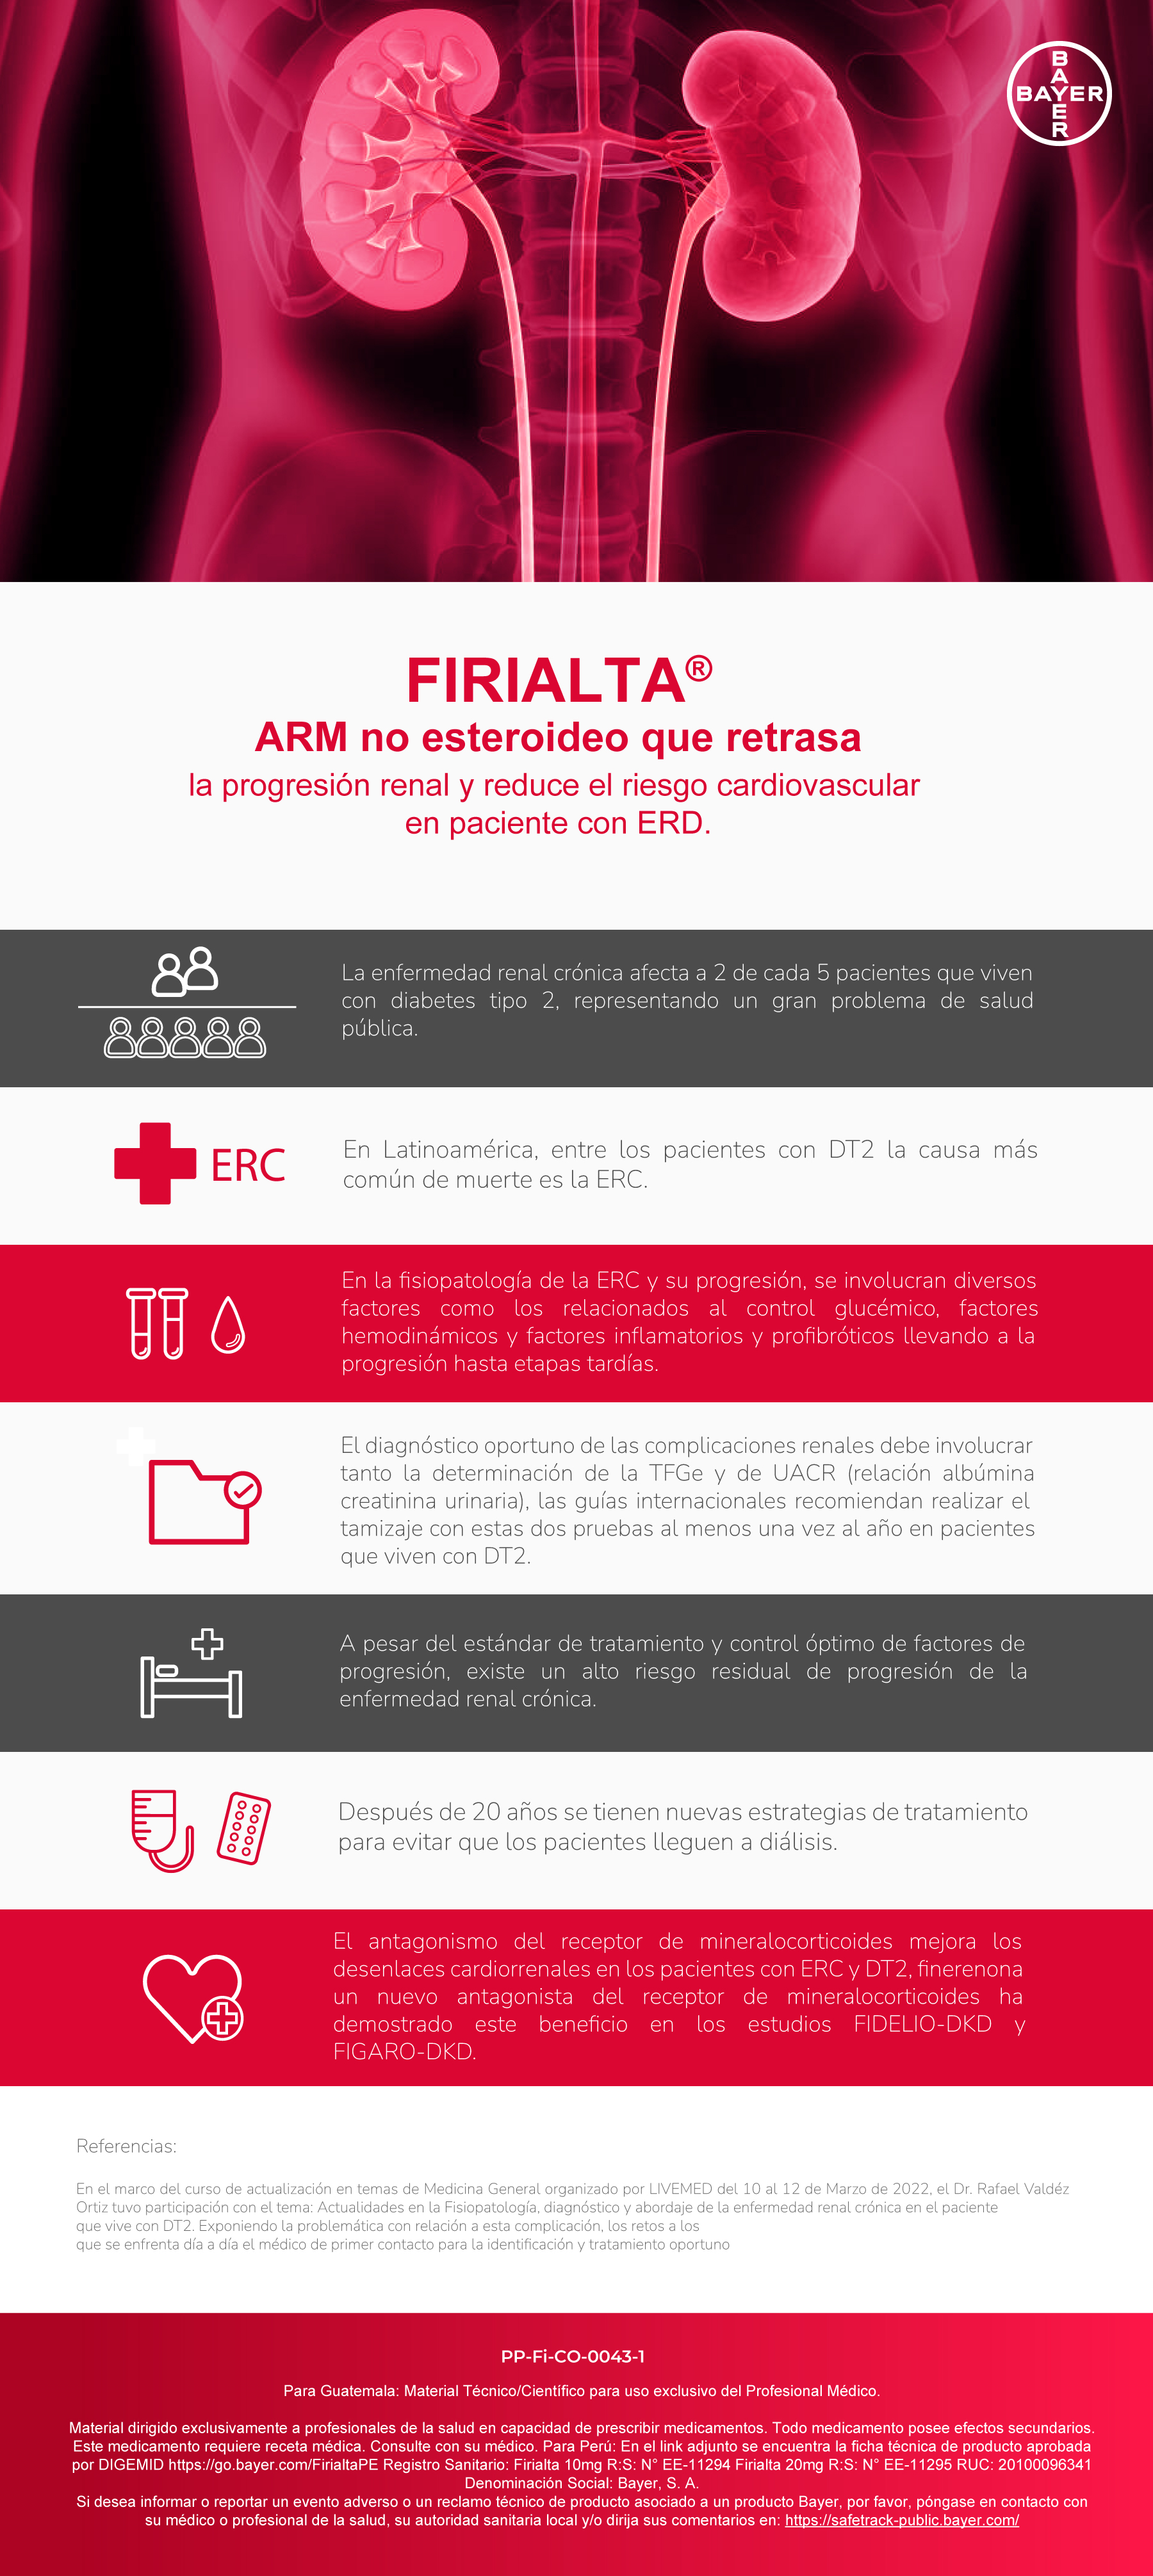 BAYER
BAYER
FIRIALTA®
ARM no esteroideo que retrasa
la progresión renal y reduce el riesgo cardiovascular
en paciente con ERD.
La enfermedad renal crónica afecta a 2 de cada 5 pacientes que viven
con diabetes tipo 2, representando un gran problema de salud
pública.
ERC
En Latinoamérica, entre los pacientes con DT2 la causa más
común de muerte es la ERC.
En la fisiopatología de la ERC y su progresión, se involucran diversos
factores como los relacionados al control glucémico, factores
hemodinámicos y factores inflamatorios y profibróticos llevando a la
progresión hasta etapas tardías.
El diagnóstico oportuno de las complicaciones renales debe involucrar
tanto la determinación de la TFGe y de UACR (relación albúmina
creatinina urinaria), las guías internacionales recomiendan realizar el
tamizaje con estas dos pruebas al menos una vez al año en pacientes
que viven con DT2.
A pesar del estándar de tratamiento y control óptimo de factores de
progresión, existe un alto riesgo residual de progresión de la
enfermedad renal crónica.
Después de 20 años se tienen nuevas estrategias de tratamiento
para evitar que los pacientes lleguen a diálisis.
El antagonismo del receptor de mineralocorticoides mejora los
desenlaces cardiorrenales en los pacientes con ERC y DT2, finerenona
un nuevo antagonista del receptor de mineralocorticoides ha
demostrado este beneficio en los estudios FIDELIO-DKD y
FIGARO-DKD.
Referencias:
En el marco del curso de actualización en temas de Medicina General organizado por LIVEMED del 10 al 12 de Marzo de 2022, el Dr. Rafael Valdéz
Ortiz tuvo participación con el tema: Actualidades en la Fisiopatología, diagnóstico y abordaje de la enfermedad renal crónica en el paciente
que vive con DT2. Exponiendo la problemática con relación a esta complicación, los retos a los
que se enfrenta día a día el médico de primer contacto para la identificación y tratamiento oportuno
PP-Fi-CO-0043-1
Para Guatemala: Material Técnico/Científico para uso exclusivo del Profesional Médico.
Material dirigido exclusivamente a profesionales de la salud en capacidad de prescribir medicamentos. Todo medicamento posee efectos secundarios.
Este medicamento requiere receta médica. Consulte con su médico. Para Perú: En el link adjunto se encuentra la ficha técnica de producto aprobada
por DIGEMID https://go.bayer.com/FirialtaPE Registro Sanitario: Firialta 10mg R:S: N° EE-11294 Firialta 20mg R:S: N° EE-11295 RUC: 20100096341
Denominación Social: Bayer, S. A.
Si desea informar o reportar un evento adverso o un reclamo técnico de producto asociado a un producto Bayer, por favor, póngase en contacto con
su médico o profesional de la salud, su autoridad sanitaria local y/o dirija sus comentarios en: https://safetrack-public.bayer.com/